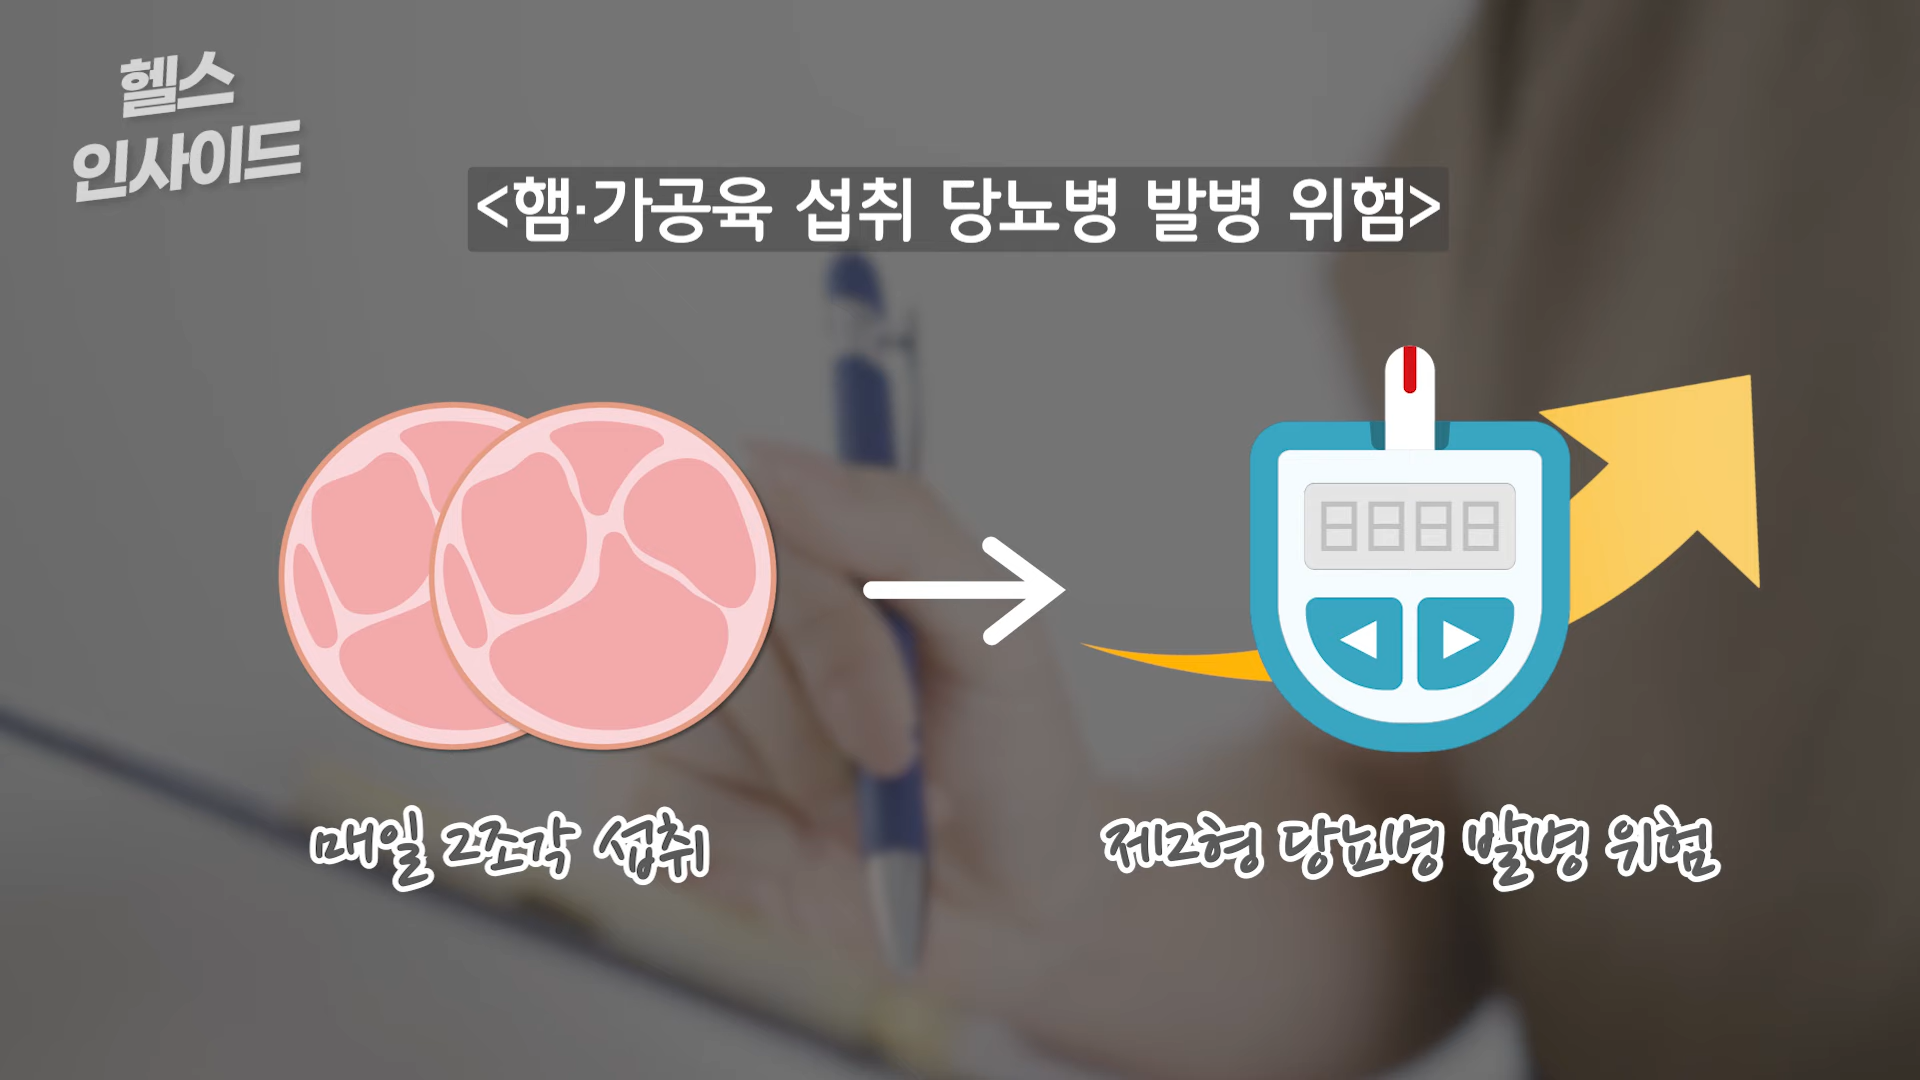 헬스
인사이드
<햄·가공육 섭취 당뇨병 발병 위험>
매일 2조각 섭취
제2형 당뇨병 발병 위험